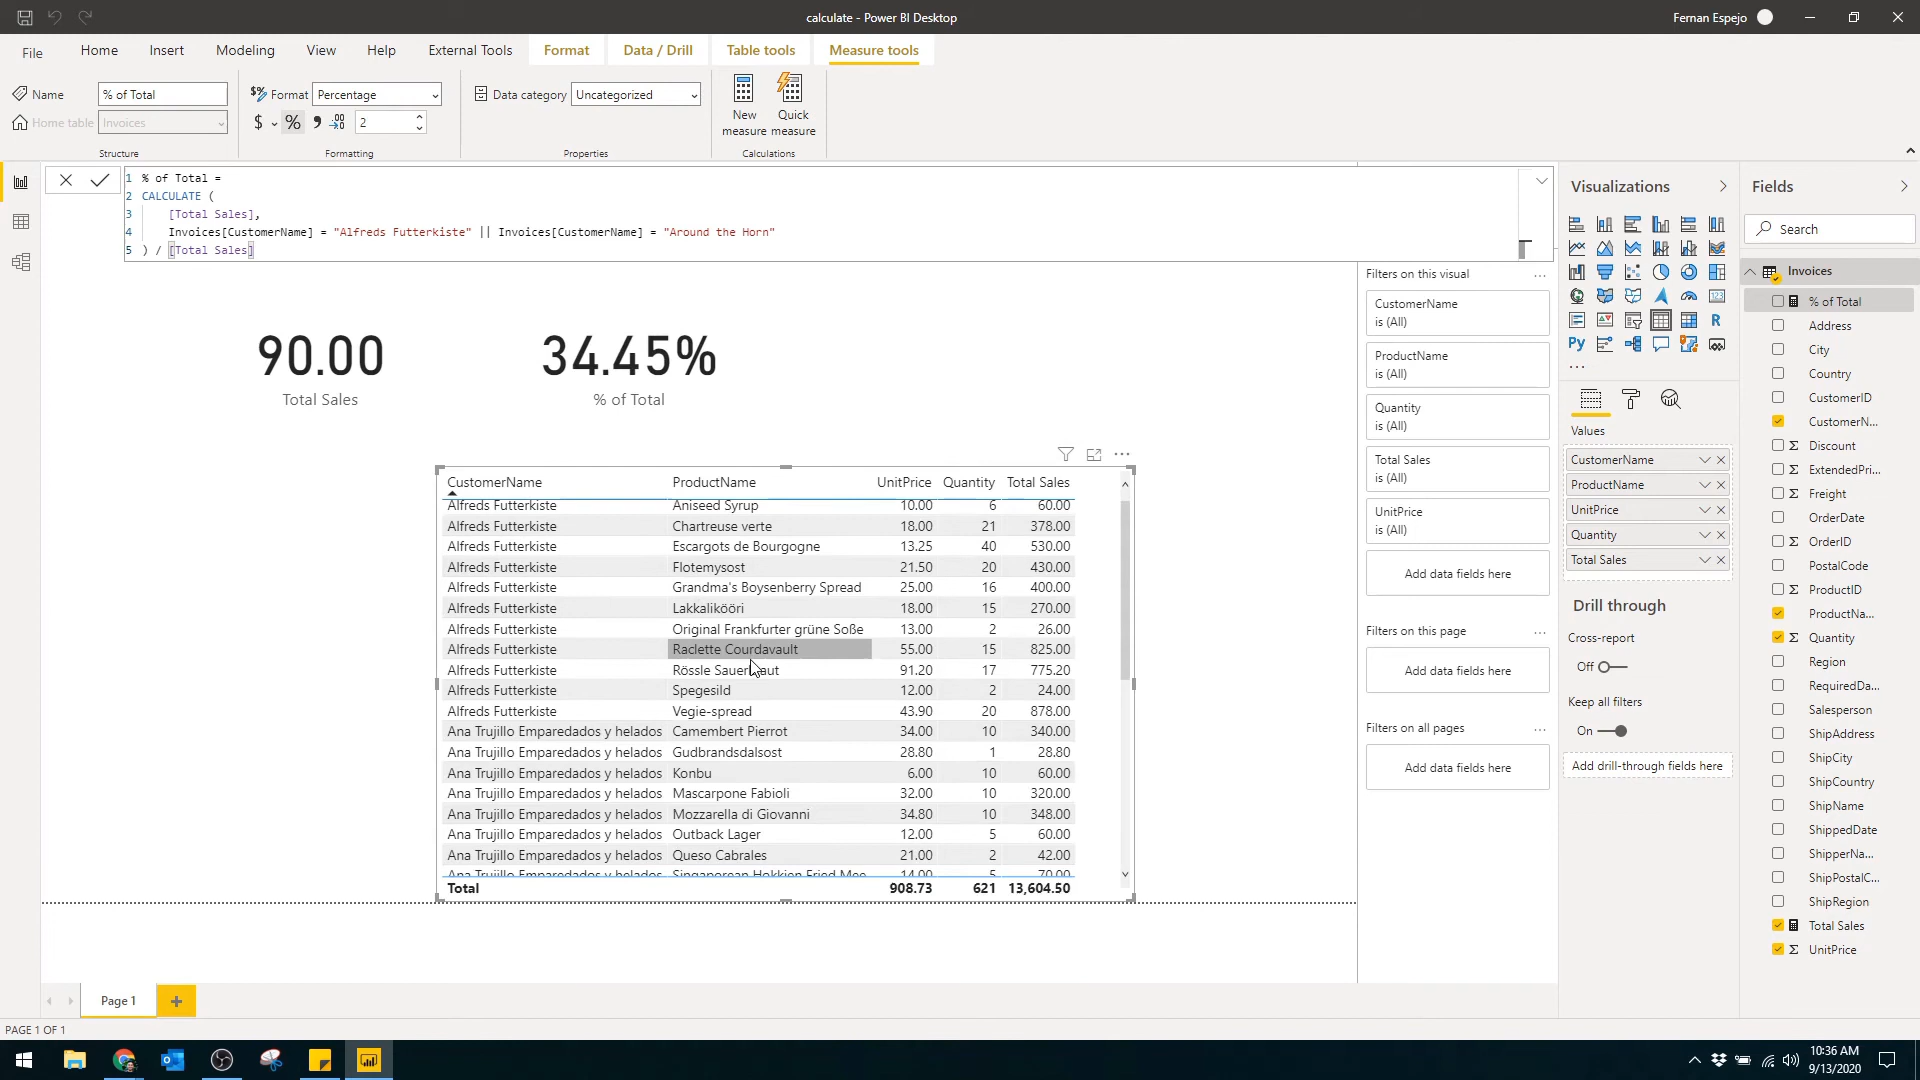 calculate - Power BI Desktop
Fernan Espejo
File Home Insert Modeling View Help External Tools Format Data / Drill Table tools Measure tools
Name % of Total
Home table Invoices
Structure
$% Format Percentage
$ % 9 .00 2
Formatting
Data category Uncategorized
Properties
New measure
Quick measure
Calculations
1 % of Total =
2 CALCULATE (
3 [Total Sales],
4 Invoices[CustomerName] = "Alfreds Futterkiste" || Invoices[CustomerName] = "Around the Horn"
5 ) / [Total Sales]
90.00
Total Sales
34.45%
% of Total
CustomerName ProductName UnitPrice Quantity Total Sales
Alfreds Futterkiste Aniseed Syrup 10.00 6 60.00
Alfreds Futterkiste Chartreuse verte 18.00 21 378.00
Alfreds Futterkiste Escargots de Bourgogne 13.25 40 530.00
Alfreds Futterkiste Flotemysost 21.50 20 430.00
Alfreds Futterkiste Grandma's Boysenberry Spread 25.00 16 400.00
Alfreds Futterkiste Lakkalikööri 18.00 15 270.00
Alfreds Futterkiste Original Frankfurter grüne Soße 13.00 2 26.00
Alfreds Futterkiste Raclette Courdavault 55.00 15 825.00
Alfreds Futterkiste Rössle Sauerkraut 91.20 17 775.20
Alfreds Futterkiste Spegesild 12.00 2 24.00
Alfreds Futterkiste Vegie-spread 43.90 20 878.00
Ana Trujillo Emparedados y helados Camembert Pierrot 34.00 10 340.00
Ana Trujillo Emparedados y helados Gudbrandsdalsost 28.80 1 28.80
Ana Trujillo Emparedados y helados Konbu 6.00 10 60.00
Ana Trujillo Emparedados y helados Mascarpone Fabioli 32.00 10 320.00
Ana Trujillo Emparedados y helados Mozzarella di Giovanni 34.80 10 348.00
Ana Trujillo Emparedados y helados Outback Lager 12.00 5 60.00
Ana Trujillo Emparedados y helados Queso Cabrales 21.00 2 42.00
Ana Trujillo Emparedados y helados Singaporean Hokkien Fried Mee 14.00 5 70.00
Total 908.73 621 13,604.50
Filters on this visual ...
CustomerName
is (All)
ProductName
is (All)
Quantity
is (All)
Total Sales
is (All)
UnitPrice
is (All)
Add data fields here
Filters on this page ...
Add data fields here
Filters on all pages ...
Add data fields here
Visualizations
R
Py
...
Values
CustomerName
ProductName
UnitPrice
Quantity
Total Sales
Drill through
Cross-report
Off
Keep all filters
On
Add drill-through fields here
Fields
Search
Invoices
% of Total
Address
City
Country
CustomerID
CustomerN...
Σ Discount
Σ ExtendedPri...
Σ Freight
OrderDate
Σ OrderID
PostalCode
Σ ProductID
ProductNa...
Σ Quantity
Region
RequiredDa...
Salesperson
ShipAddress
ShipCity
ShipCountry
ShipName
ShippedDate
ShipperNa...
ShipPostalC...
ShipRegion
Total Sales
Σ UnitPrice
Page 1
+
PAGE 1 OF 1
10:36 AM
9/13/2020